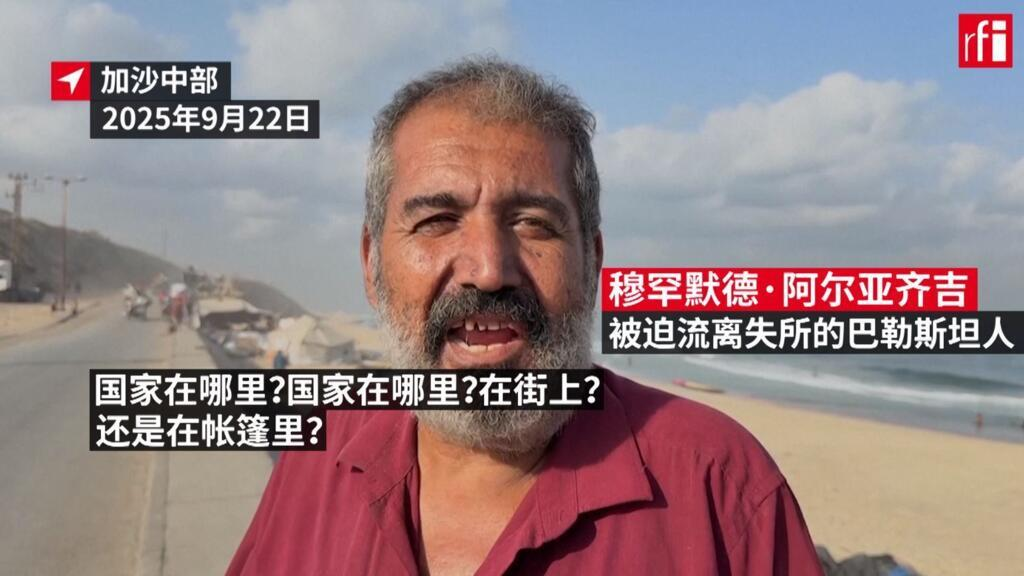 rfi
加沙中部
2025年9月22日
穆罕默德·阿尔亚齐吉
被迫流离失所的巴勒斯坦人
国家在哪里?国家在哪里?在街上?
还是在帐篷里?